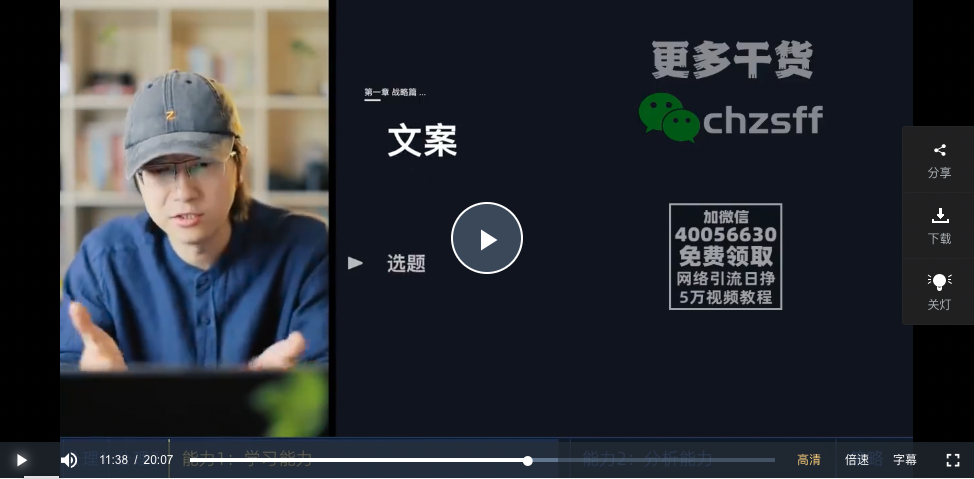 更多干货
chzsff
第一章 战略篇 ...
文案
加微信
40056630
免费领取
网络引流日挣
5万视频教程
选题
分享
下载
关灯
能力1：学习能力
能力2：分析能力
11:38 / 20:07
高清
倍速
字幕